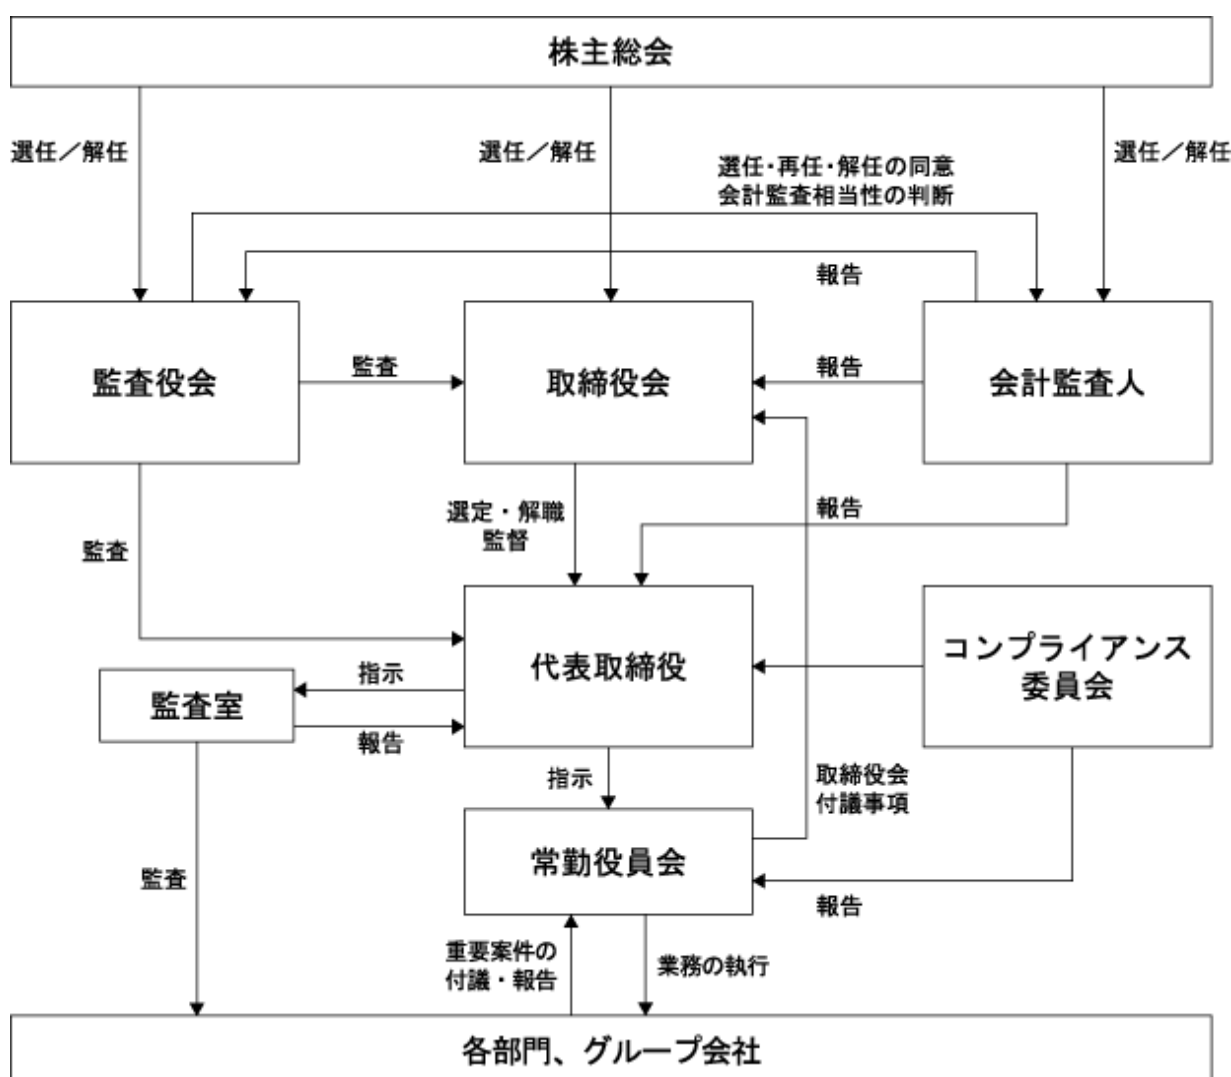 株主総会
選任／解任
選任／解任
選任／解任
選任・再任・解任の同意
会計監査相当性の判断
報告
監査役会
監査
取締役会
報告
会計監査人
選定・解職
監督
報告
監査
代表取締役
コンプライアンス
委員会
指示
監査室
報告
指示
取締役会
付議事項
常勤役員会
監査
報告
重要案件の
付議・報告
業務の執行
各部門、グループ会社